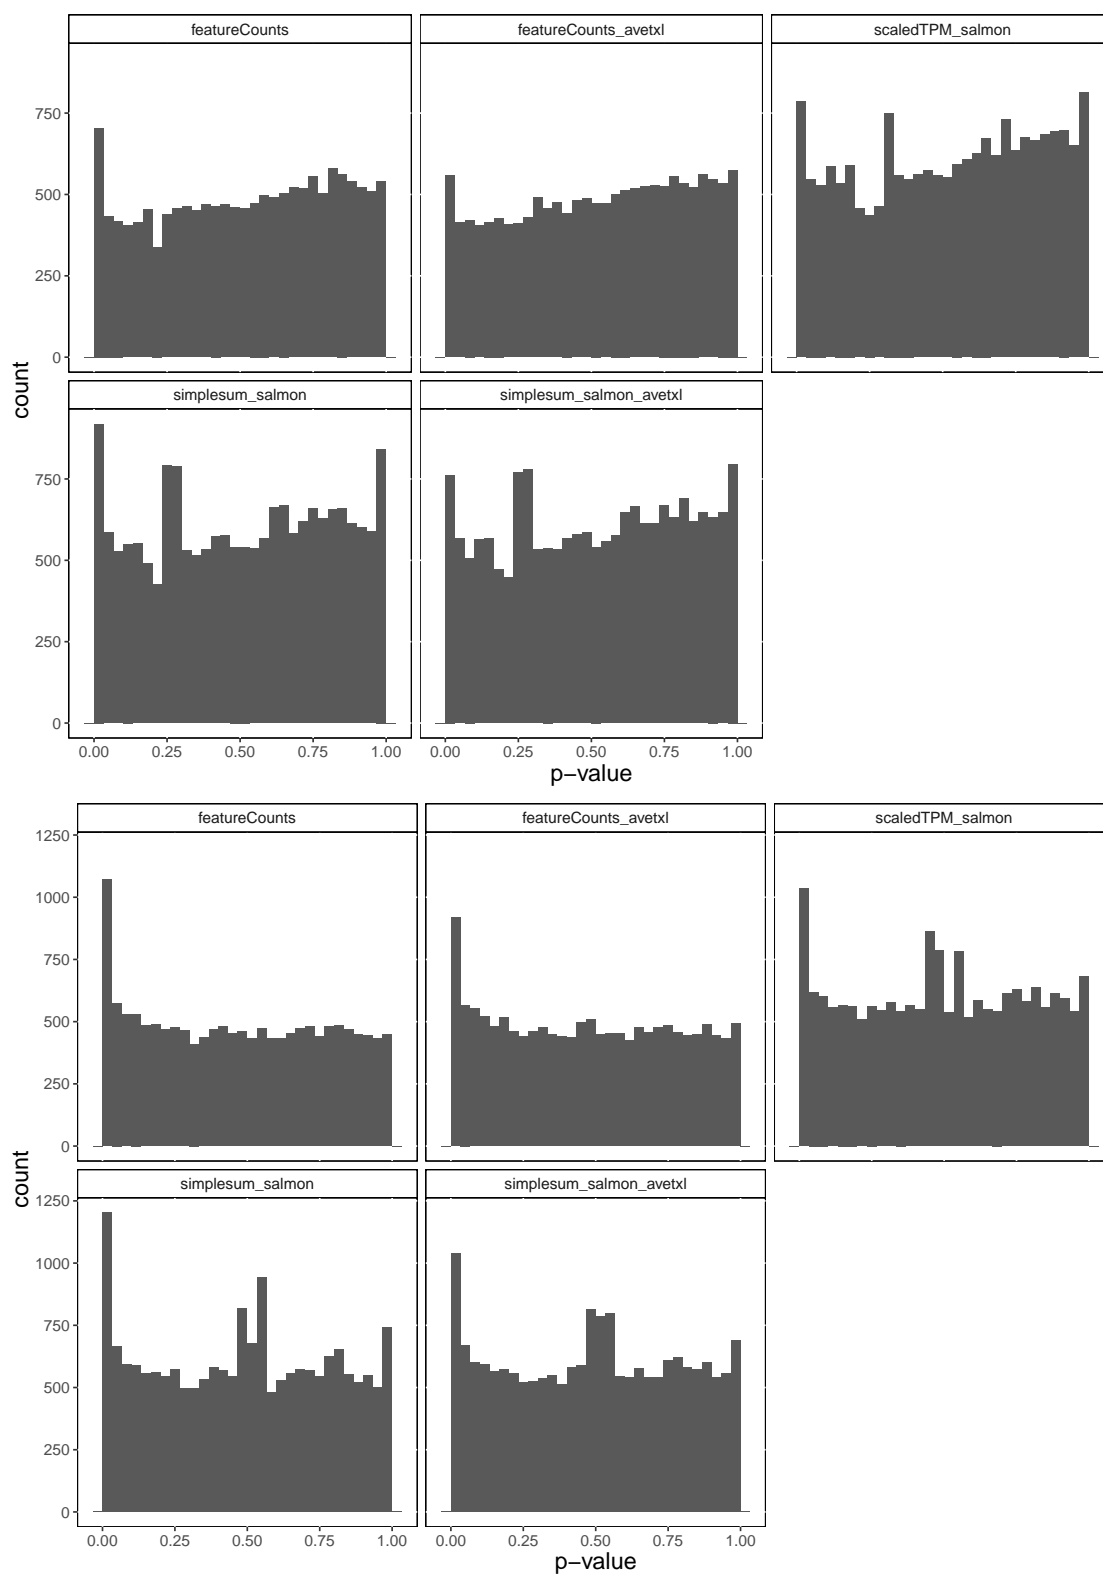 featureCounts featureCounts_avetxl scaledTPM_salmon
750
500
250
0
simplesum_salmon simplesum_salmon_avetxl
750
500
250
0
count
0.00 0.25 0.50 0.75 1.00 0.00 0.25 0.50 0.75 1.00
p−value
featureCounts featureCounts_avetxl scaledTPM_salmon
1250
1000
750
500
250
0
simplesum_salmon simplesum_salmon_avetxl
1250
1000
750
500
250
0
count
0.00 0.25 0.50 0.75 1.00 0.00 0.25 0.50 0.75 1.00
p−value